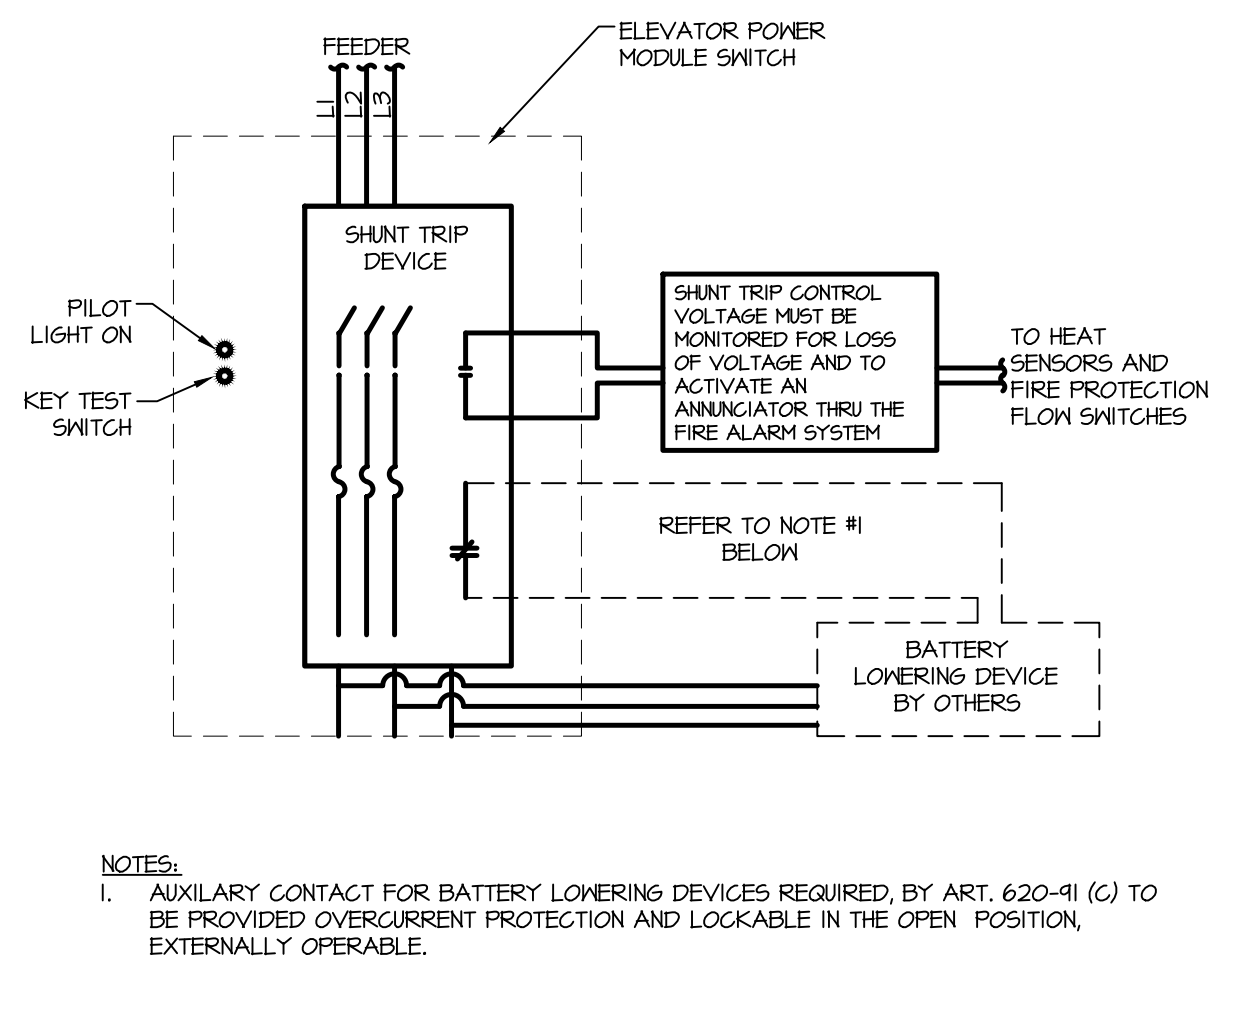 ELEVATOR POWER
MODULE SWITCH
FEEDER
L1
L2
L3
SHUNT TRIP
DEVICE
PILOT
LIGHT ON
KEY TEST
SWITCH
SHUNT TRIP CONTROL
VOLTAGE MUST BE
MONITORED FOR LOSS
OF VOLTAGE AND TO
ACTIVATE AN
ANNUNCIATOR THRU THE
FIRE ALARM SYSTEM
TO HEAT
SENSORS AND
FIRE PROTECTION
FLOW SWITCHES
REFER TO NOTE #1
BELOW
BATTERY
LOWERING DEVICE
BY OTHERS
NOTES:
1. AUXILARY CONTACT FOR BATTERY LOWERING DEVICES REQUIRED, BY ART. 620-91 (C) TO
BE PROVIDED OVERCURRENT PROTECTION AND LOCKABLE IN THE OPEN POSITION,
EXTERNALLY OPERABLE.